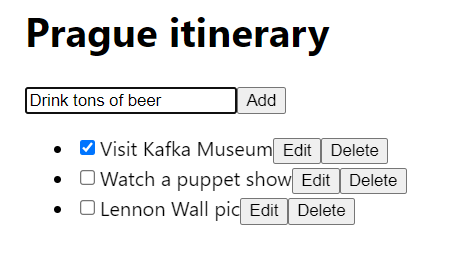 Prague itinerary
Drink tons of beer Add
Visit Kafka Museum Edit Delete
Watch a puppet show Edit Delete
Lennon Wall pic Edit Delete